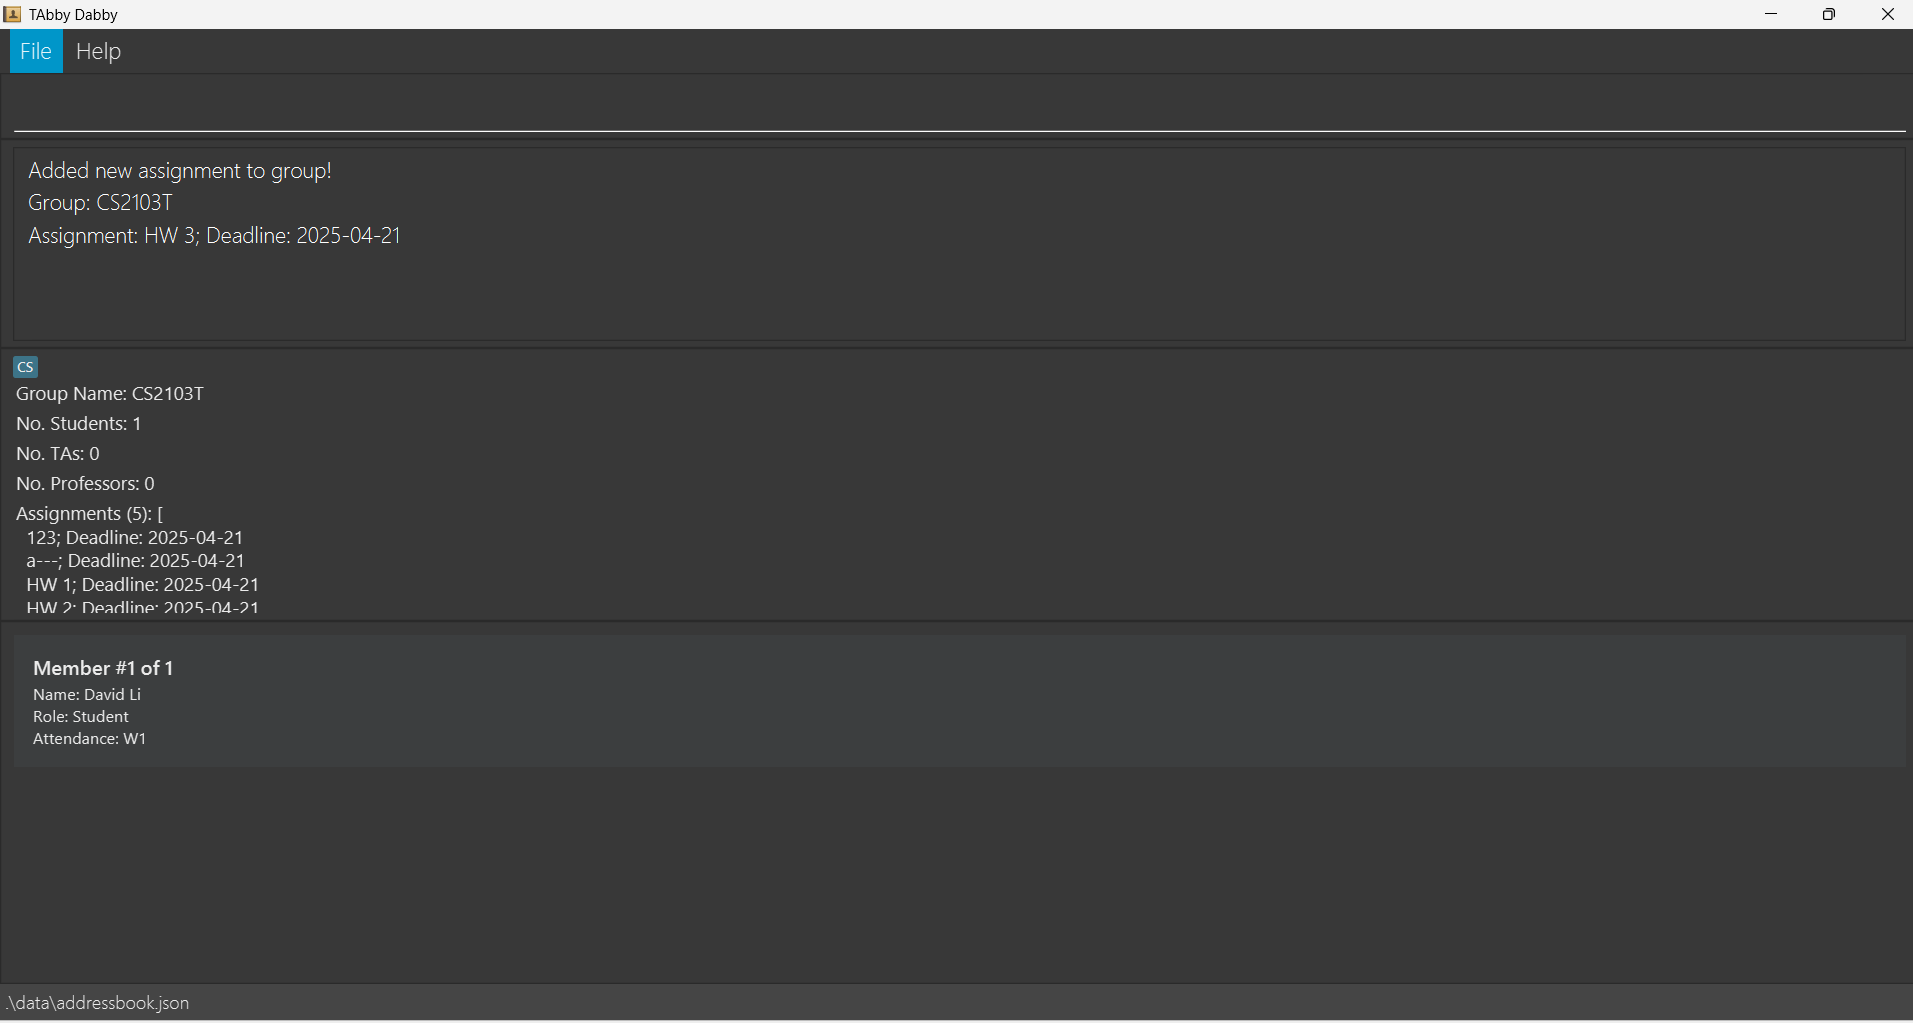 TAbby Dabby
File Help
Added new assignment to group!
Group: CS2103T
Assignment: HW 3; Deadline: 2025-04-21
CS
Group Name: CS2103T
No. Students: 1
No. TAs: 0
No. Professors: 0
Assignments (5): [
123; Deadline: 2025-04-21
a---; Deadline: 2025-04-21
HW 1; Deadline: 2025-04-21
HW 2; Deadline: 2025-04-21
Member #1 of 1
Name: David Li
Role: Student
Attendance: W1
.\data\addressbook.json